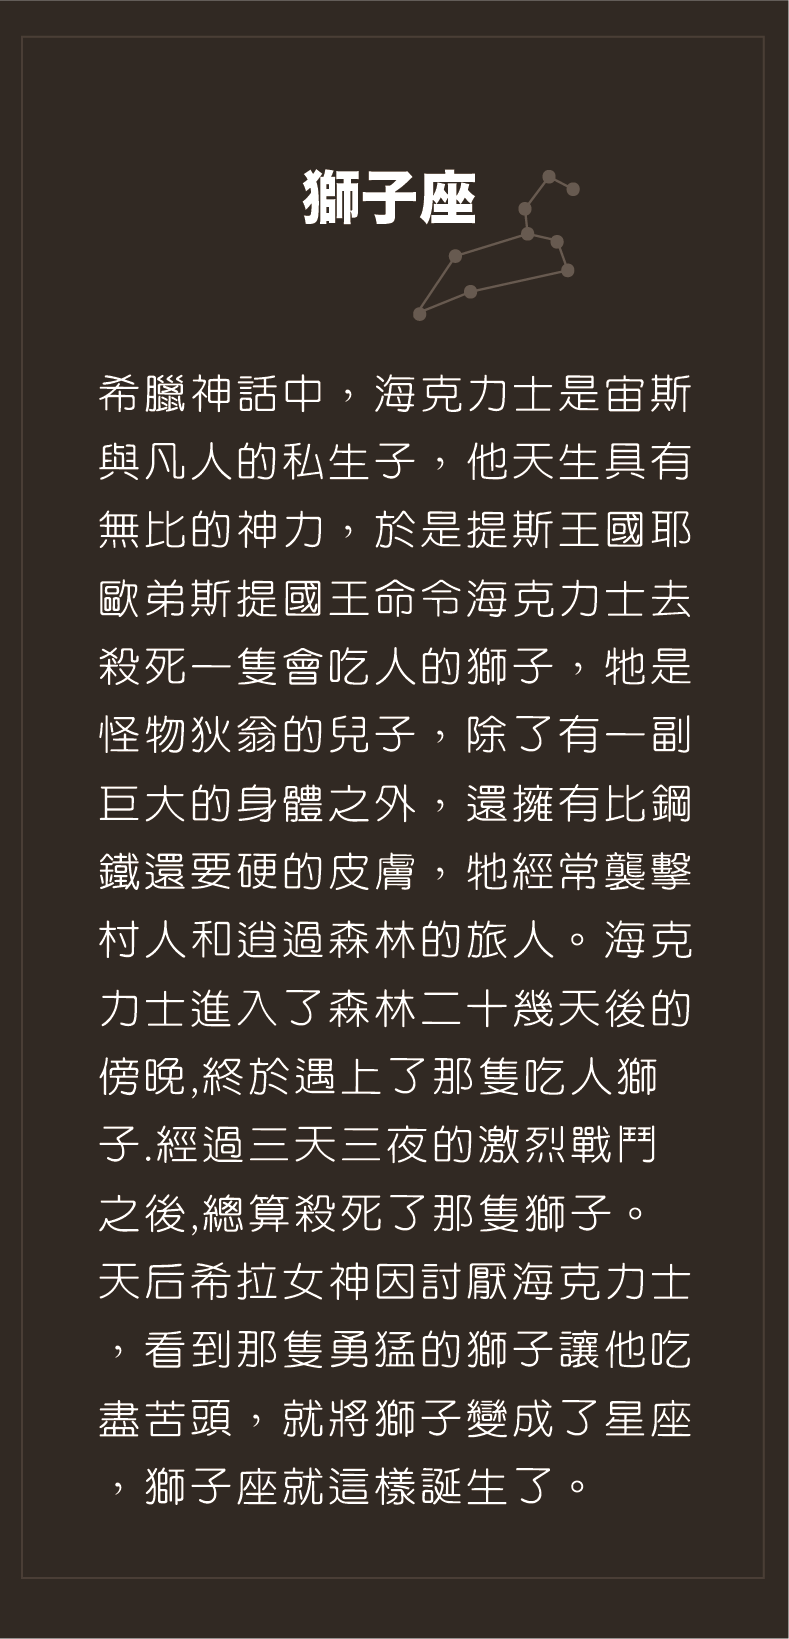 獅子座
希臘神話中，海克力士是宙斯
與凡人的私生子，他天生具有
無比的神力，於是提斯王國耶
歐弟斯提國王命令海克力士去
殺死一隻會吃人的獅子，牠是
怪物狄翁的兒子，除了有一副
巨大的身體之外，還擁有比鋼
鐵還要硬的皮膚，牠經常襲擊
村人和逍過森林的旅人。海克
力士進入了森林二十幾天後的
傍晚,終於遇上了那隻吃人獅
子.經過三天三夜的激烈戰鬥
之後,總算殺死了那隻獅子。
天后希拉女神因討厭海克力士
，看到那隻勇猛的獅子讓他吃
盡苦頭，就將獅子變成了星座
，獅子座就這樣誕生了。